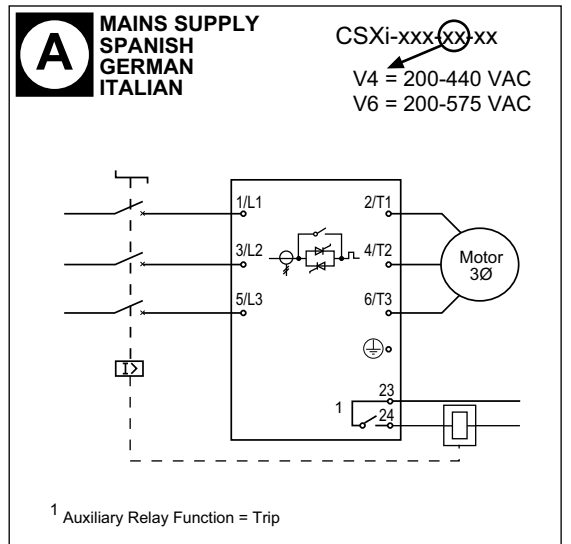 A
MAINS SUPPLY
SPANISH
GERMAN
ITALIAN
CSXi-xxx-xx-xx
V4 = 200-440 VAC
V6 = 200-575 VAC
1/L1
2/T1
3/L2
4/T2
Motor
3Ø
5/L3
6/T3
I>
23
1
24
1 Auxiliary Relay Function = Trip